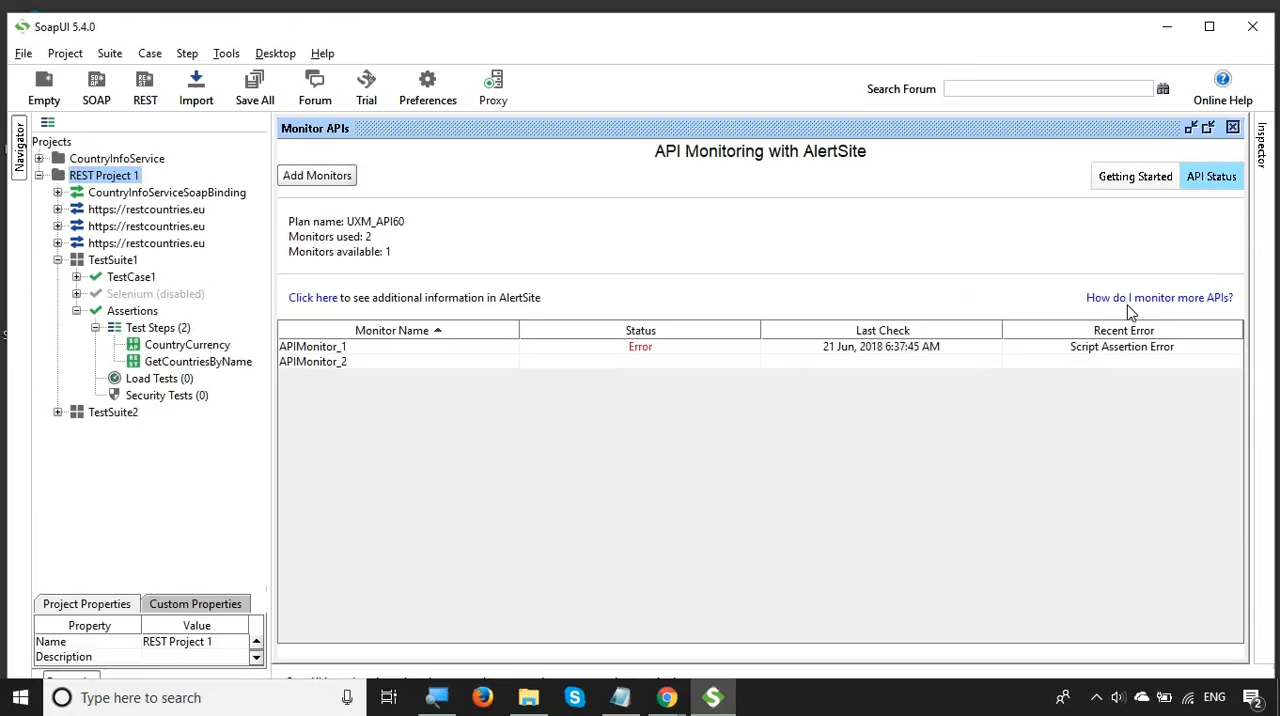 SoapUI 5.4.0
File Project Suite Case Step Tools Desktop Help
Empty SOAP REST Import Save All Forum Trial Preferences Proxy
Search Forum
Online Help
Navigator
Projects
CountryInfoService
REST Project 1
CountryInfoServiceSoapBinding
https://restcountries.eu
https://restcountries.eu
https://restcountries.eu
TestSuite1
TestCase1
Selenium (disabled)
Assertions
Test Steps (2)
CountryCurrency
GetCountriesByName
Load Tests (0)
Security Tests (0)
TestSuite2
Project Properties Custom Properties
Property Value
Name REST Project 1
Description
Monitor APIs
API Monitoring with AlertSite
Add Monitors
Getting Started API Status
Plan name: UXM_API60
Monitors used: 2
Monitors available: 1
Click here to see additional information in AlertSite
How do I monitor more APIs?
Monitor Name Status Last Check Recent Error
APIMonitor_1 Error 21 Jun, 2018 6:37:45 AM Script Assertion Error
APIMonitor_2
Inspector
Type here to search
ENG
2